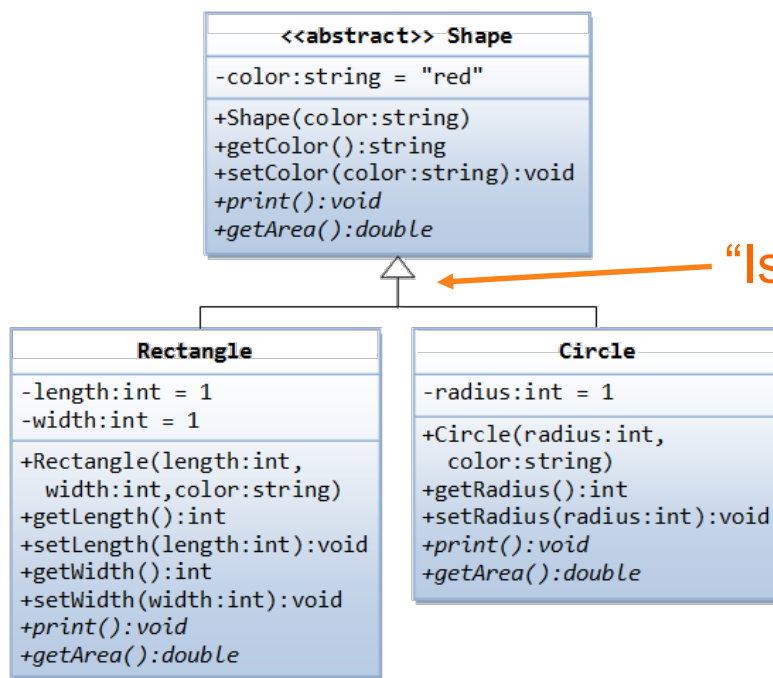 <<abstract>> Shape
-color:string = "red"
+Shape(color:string)
+getColor():string
+setColor(color:string):void
+print():void
+getArea():double
“Is
Rectangle
-length:int = 1
-width:int = 1
+Rectangle(length:int,
width:int,color:string)
+getLength():int
+setLength(length:int):void
+getWidth():int
+setWidth(width:int):void
+print():void
+getArea():double
Circle
-radius:int = 1
+Circle(radius:int,
color:string)
+getRadius():int
+setRadius(radius:int):void
+print():void
+getArea():double